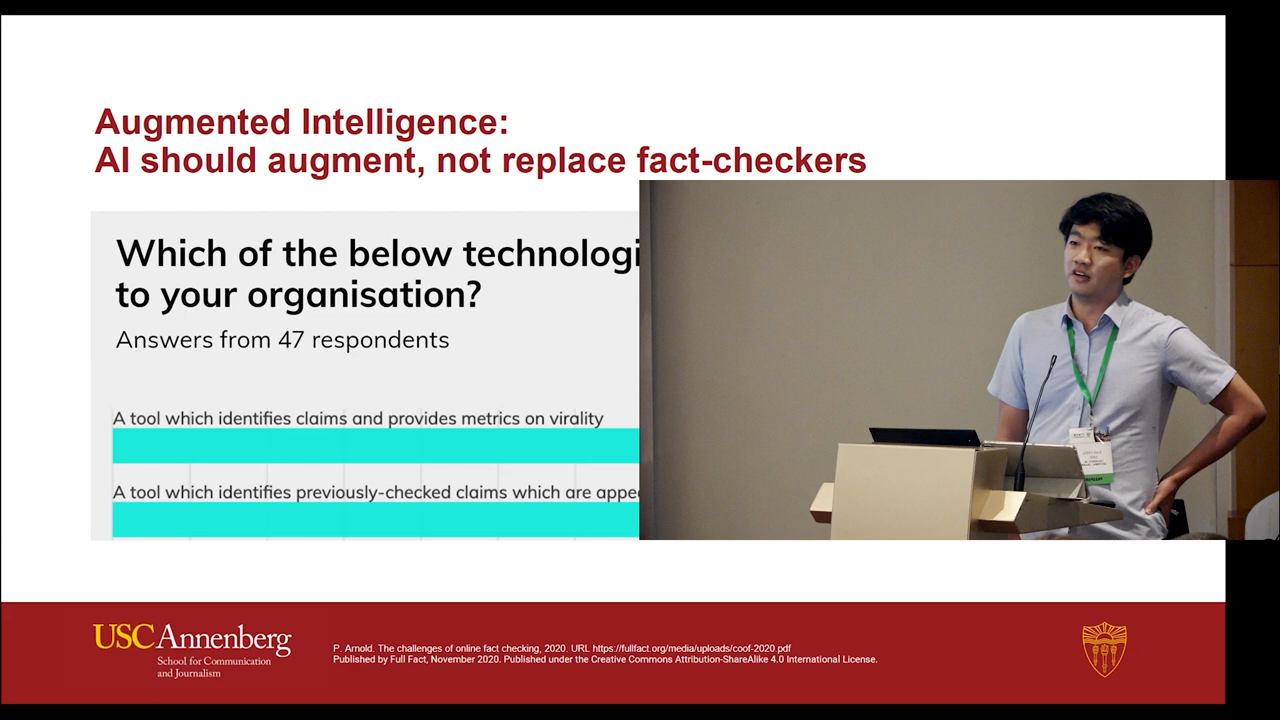 Augmented Intelligence:
AI should augment, not replace fact-checkers
Which of the below technologi
to your organisation?
Answers from 47 respondents
A tool which identifies claims and provides metrics on virality
A tool which identifies previously-checked claims which are appe
USC Annenberg
School for Communication
and Journalism
P. Arnold. The challenges of online fact checking, 2020. URL https://fullfact.org/media/uploads/coof-2020.pdf
Published by Full Fact, November 2020. Published under the Creative Commons Attribution-ShareAlike 4.0 International License.